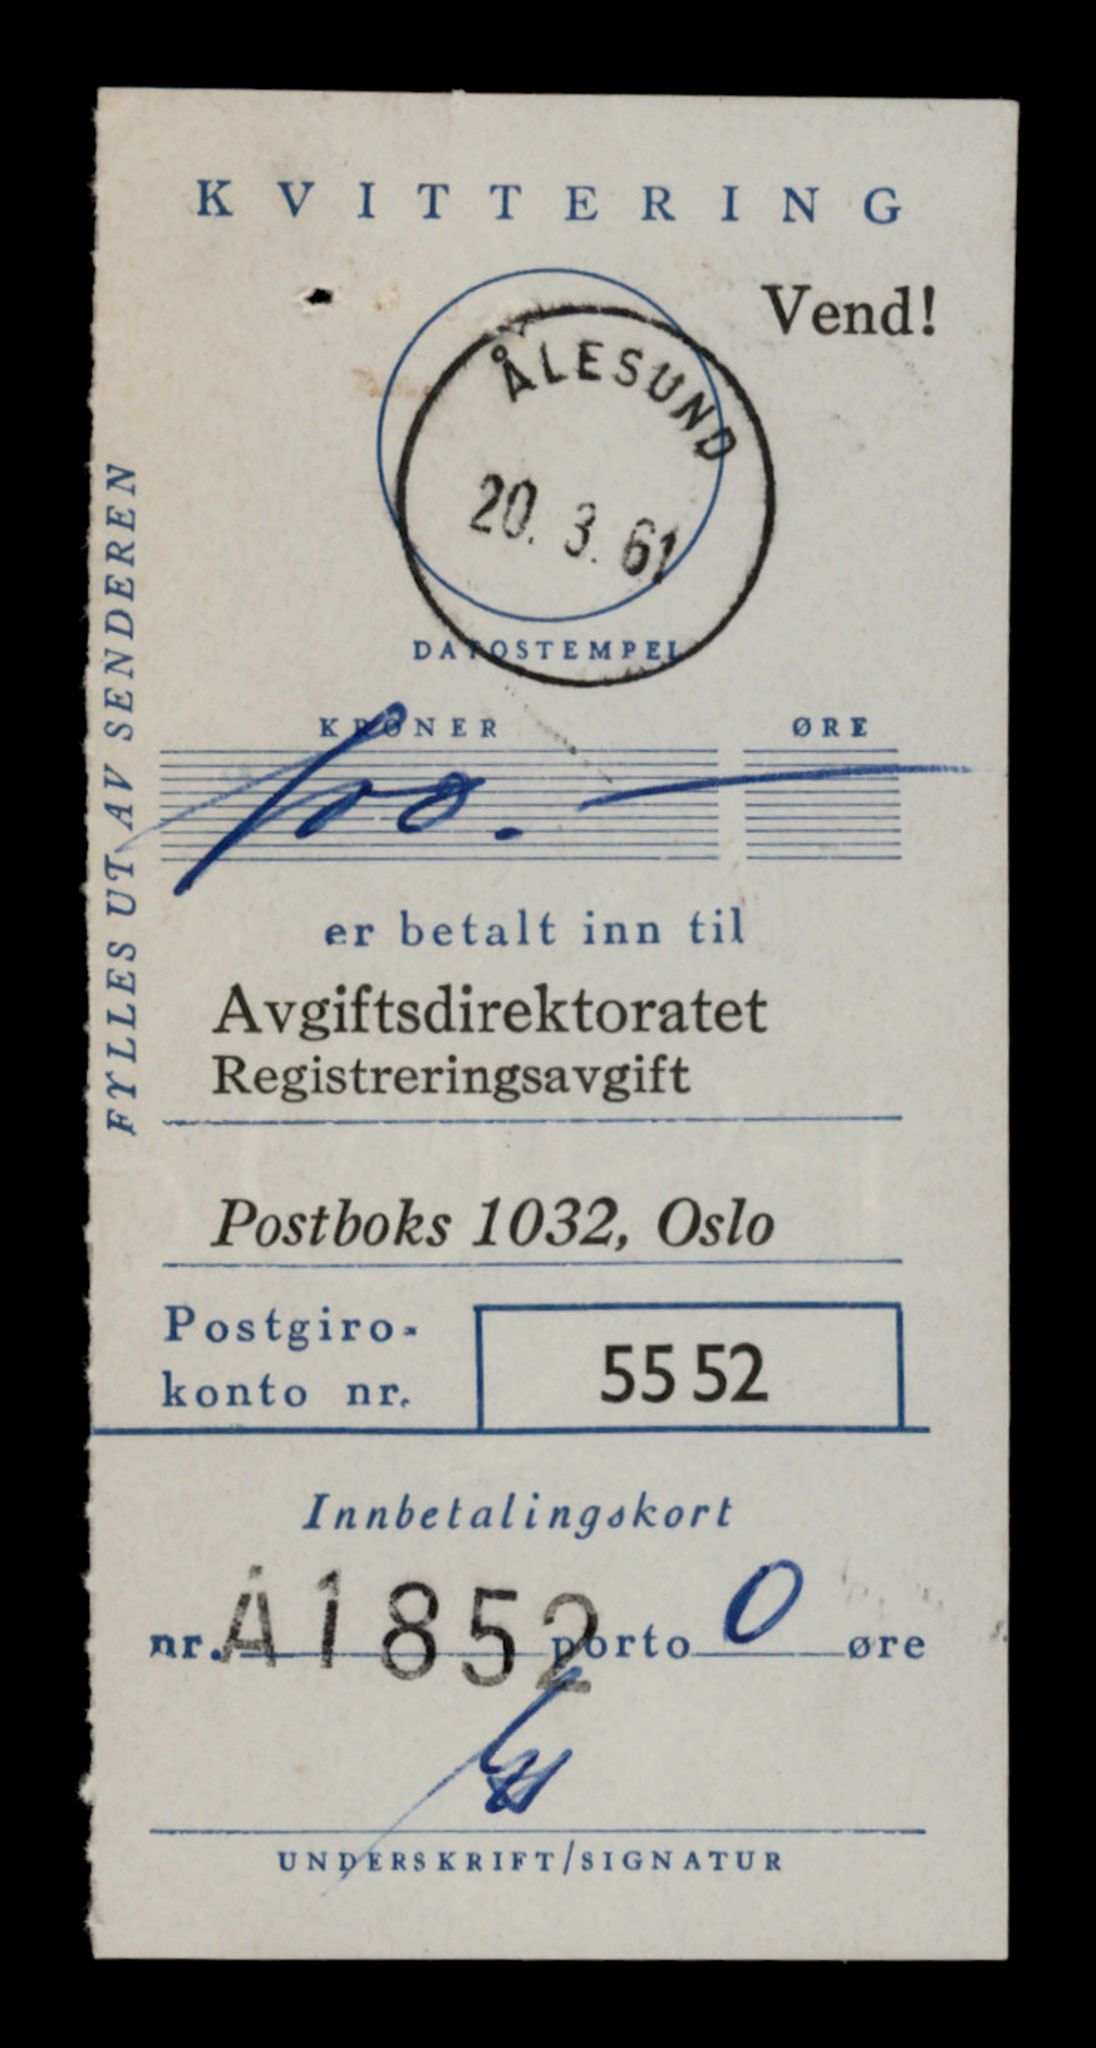 KVITTERING
Vend!
ÅLESUND
20. 3. 61
DATOSTEMPEL
FYLLES UT AV SENDEREN
KRONER ØRE
100. —
er betalt inn til
Avgiftsdirektoratet
Registreringsavgift
Postboks 1032, Oslo
Postgiro-
konto nr. 55 52
Innbetalingskort
nr. A1852 porto 0 øre
UNDERSKRIFT/SIGNATUR